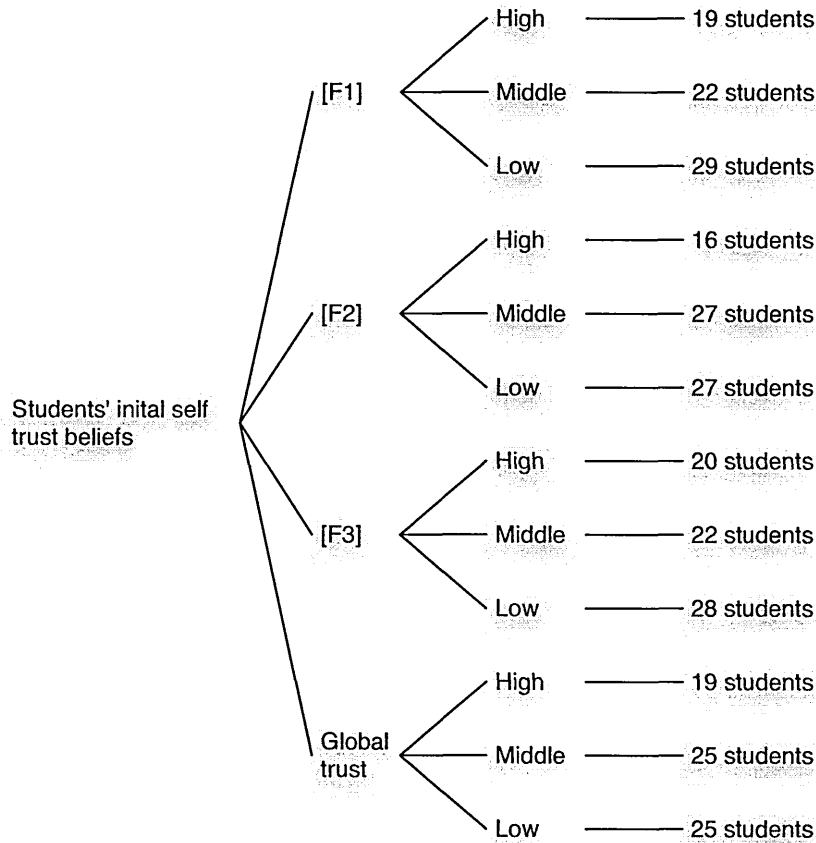 High 19 students
[F1] Middle 22 students
Low 29 students
High 16 students
[F2] Middle 27 students
Low 27 students
Students' inital self
trust beliefs
High 20 students
[F3] Middle 22 students
Low 28 students
High 19 students
Global
trust
Middle 25 students
Low 25 students